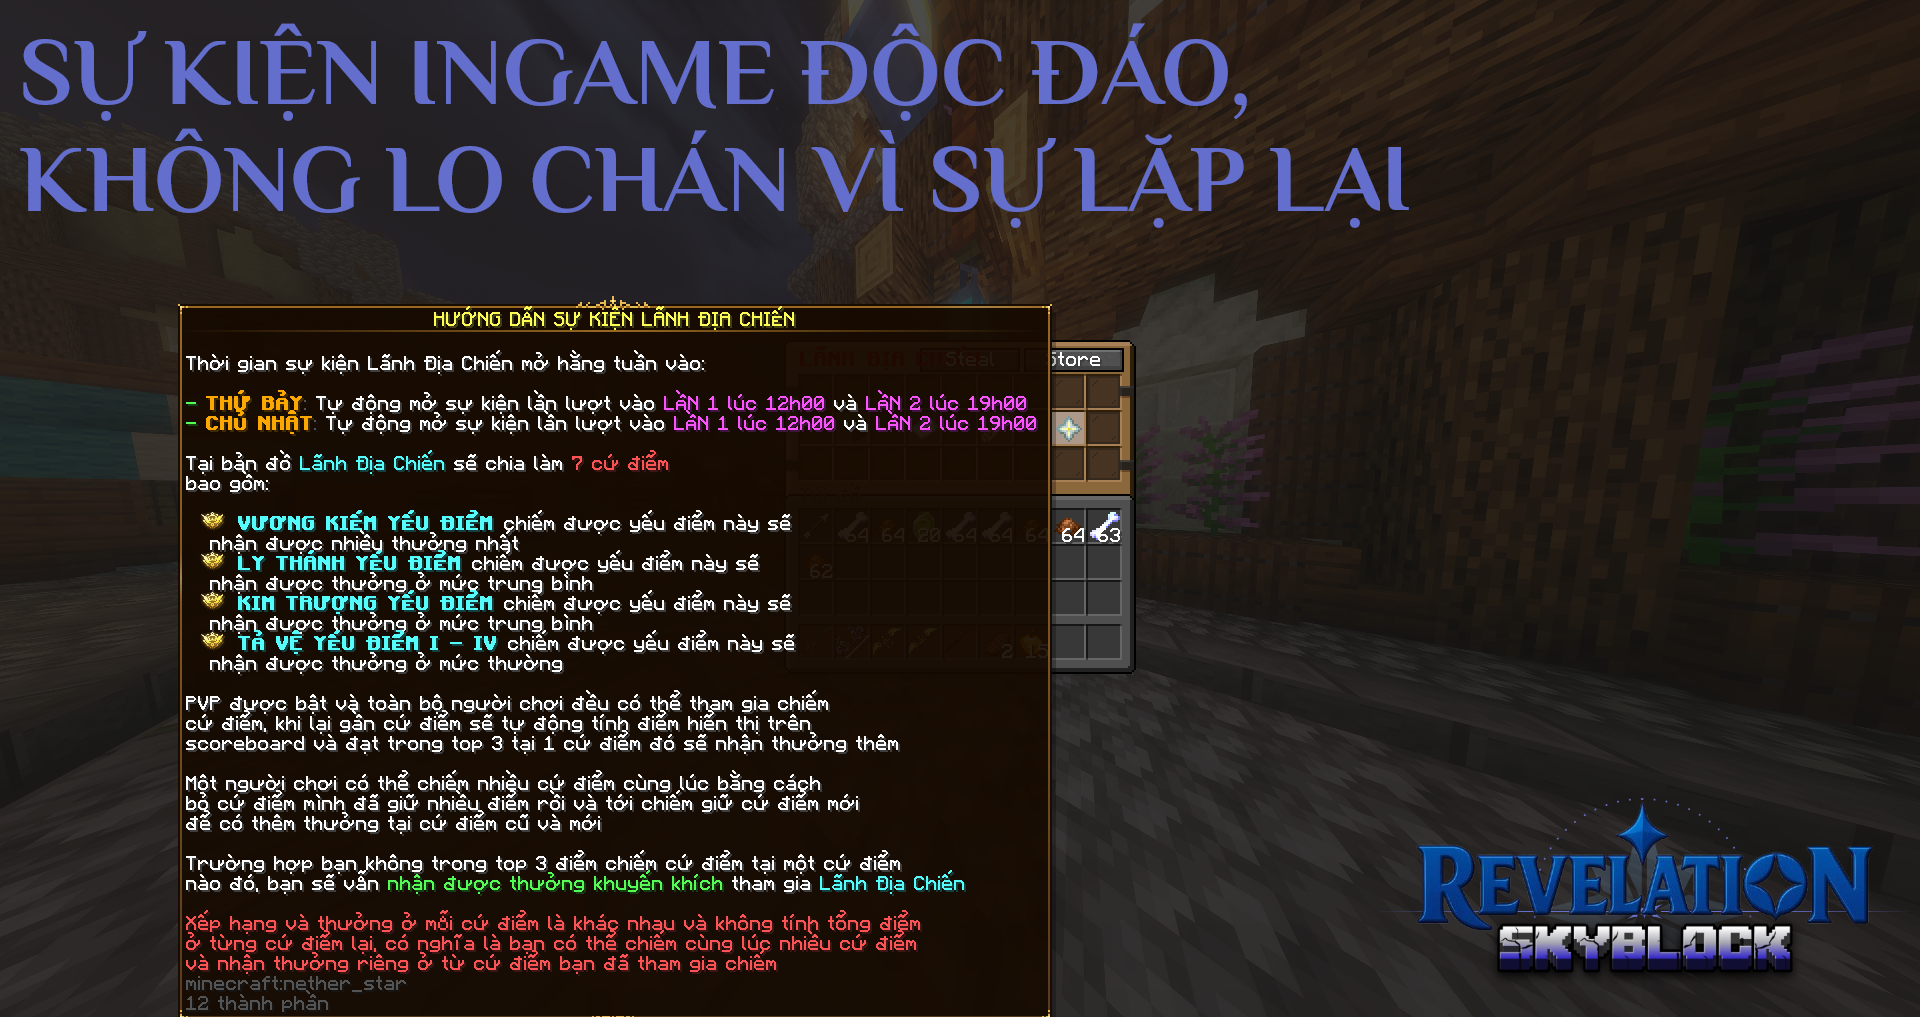 SỰ KIỆN INGAME ĐỘC ĐÁO,
KHÔNG LO CHÁN VÌ SỰ LẶP LẠI
HƯỚNG DẪN SỰ KIỆN LÃNH ĐỊA CHIẾN
Thời gian sự kiện Lãnh Địa Chiến mở hằng tuần vào:
Steal
Store
- THỨ BẢY: Tự động mở sự kiện lần lượt vào LẦN 1 lúc 12h00 và LẦN 2 lúc 19h00
- CHỦ NHẬT: Tự động mở sự kiện lần lượt vào LẦN 1 lúc 12h00 và LẦN 2 lúc 19h00
Tại bản đồ Lãnh Địa Chiến sẽ chia làm 7 cứ điểm
bao gồm:
VƯƠNG KIẾM YẾU ĐIỂM chiếm được yếu điểm này sẽ
nhận được nhiều thưởng nhất
LY THÁNH YẾU ĐIỂM chiếm được yếu điểm này sẽ
nhận được thưởng ở mức trung bình
KIM TRƯỢNG YẾU ĐIỂM chiếm được yếu điểm này sẽ
nhận được thưởng ở mức trung bình
TẢ VỆ YẾU ĐIỂM I - IV chiếm được yếu điểm này sẽ
nhận được thưởng ở mức thường
64 64 20 64 64 64 64 63
62
2 15
PVP được bật và toàn bộ người chơi đều có thể tham gia chiếm
cứ điểm, khi lại gần cứ điểm sẽ tự động tính điểm hiển thị trên
scoreboard và đạt trong top 3 tại 1 cứ điểm đó sẽ nhận thưởng thêm
Một người chơi có thể chiếm nhiều cứ điểm cùng lúc bằng cách
bỏ cứ điểm mình đã giữ nhiều điểm rồi và tới chiếm giữ cứ điểm mới
để có thêm thưởng tại cứ điểm cũ và mới
Trường hợp bạn không trong top 3 điểm chiếm cứ điểm tại một cứ điểm
nào đó, bạn sẽ vẫn nhận được thưởng khuyến khích tham gia Lãnh Địa Chiến
Xếp hạng và thưởng ở mỗi cứ điểm là khác nhau và không tính tổng điểm
ở từng cứ điểm lại, có nghĩa là bạn có thể chiếm cùng lúc nhiều cứ điểm
và nhận thưởng riêng ở từ cứ điểm bạn đã tham gia chiếm
minecraft:nether_star
12 thành phần
REVELATION
SKYBLOCK